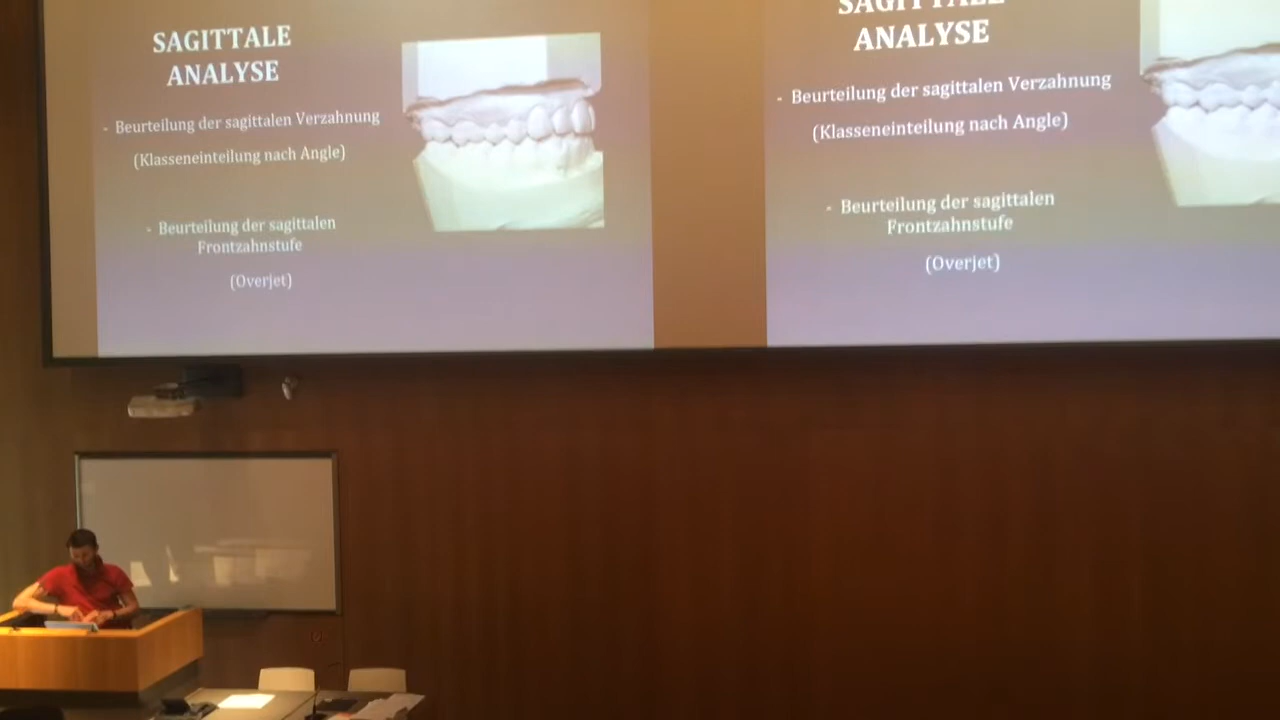 SAGITTALE
ANALYSE
- Beurteilung der sagittalen Verzahnung
(Klasseneinteilung nach Angle)
- Beurteilung der sagittalen
Frontzahnstufe
(Overjet)
SAGITTALE
ANALYSE
- Beurteilung der sagittalen Verzahnung
(Klasseneinteilung nach Angle)
- Beurteilung der sagittalen
Frontzahnstufe
(Overjet)